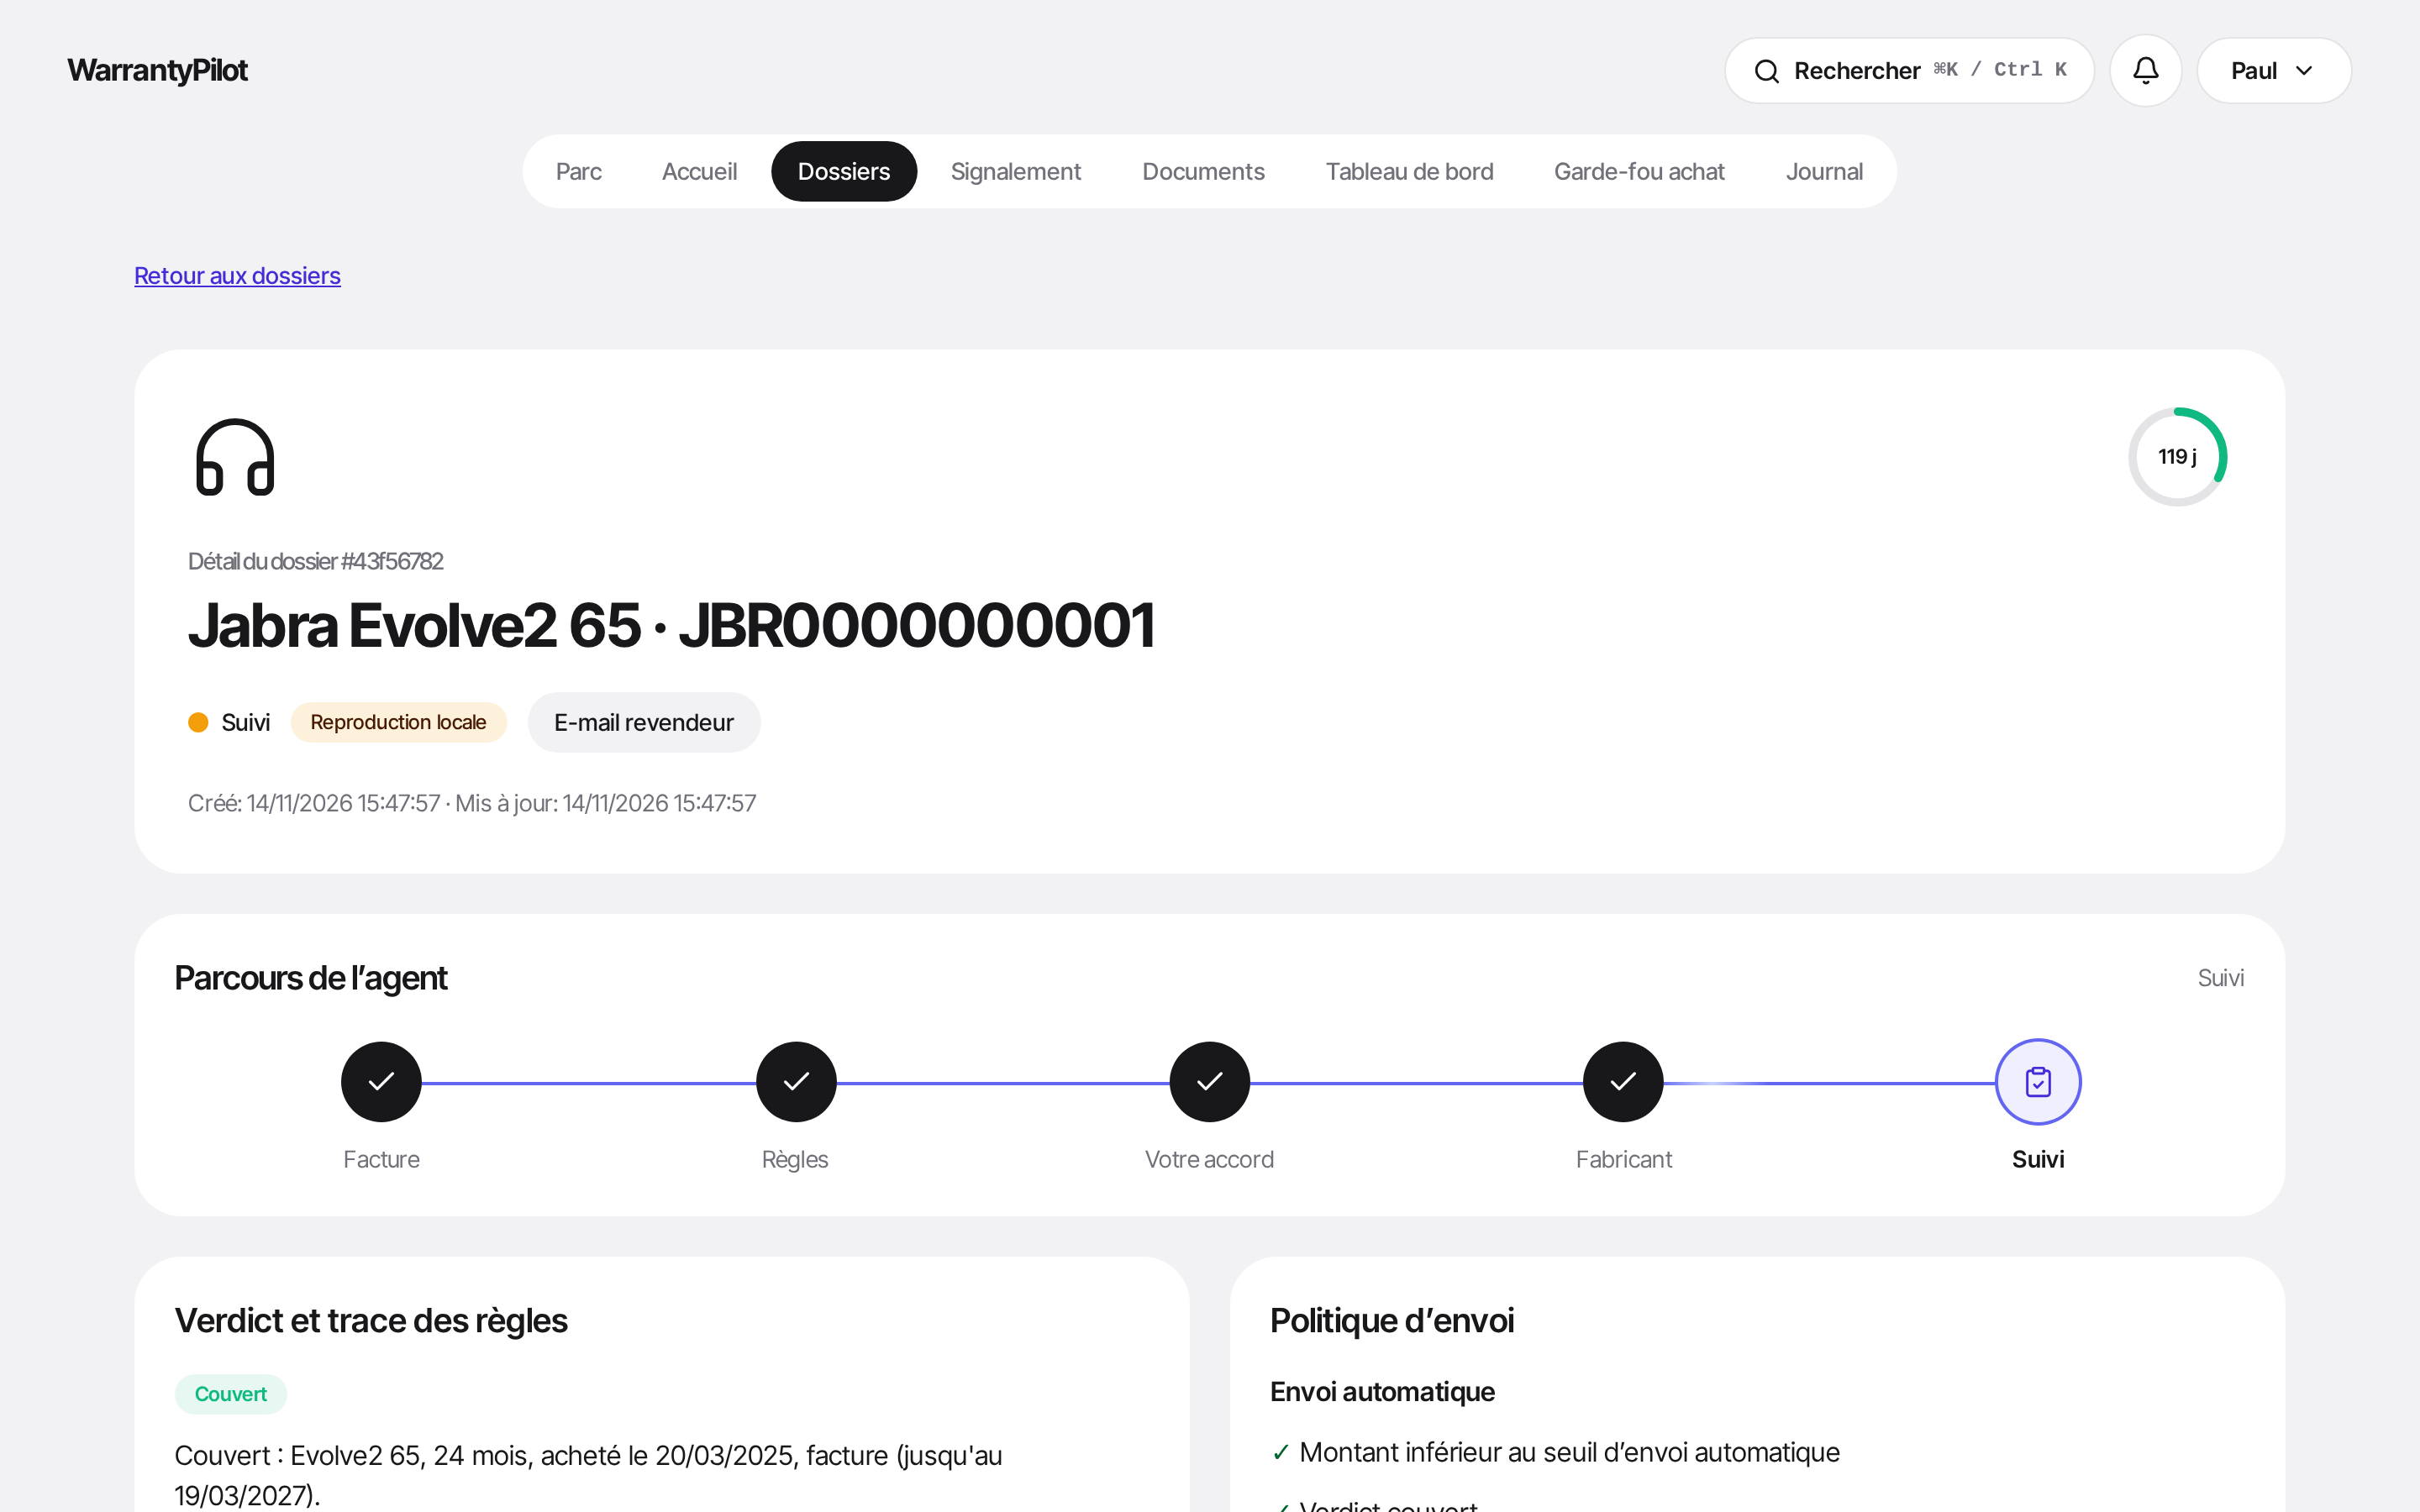 WarrantyPilot
Rechercher ⌘K / Ctrl K
Paul
Parc Accueil Dossiers Signalement Documents Tableau de bord Garde-fou achat Journal
Retour aux dossiers
119 j
Détail du dossier #43f56782
Jabra Evolve2 65 · JBR0000000001
Suivi Reproduction locale E-mail revendeur
Créé: 14/11/2026 15:47:57 · Mis à jour: 14/11/2026 15:47:57
Parcours de l’agent
Suivi
Facture Règles Votre accord Fabricant Suivi
Verdict et trace des règles
Couvert
Couvert : Evolve2 65, 24 mois, acheté le 20/03/2025, facture (jusqu'au
19/03/2027).
Politique d’envoi
Envoi automatique
✓ Montant inférieur au seuil d’envoi automatique
✓ Verdict couvert